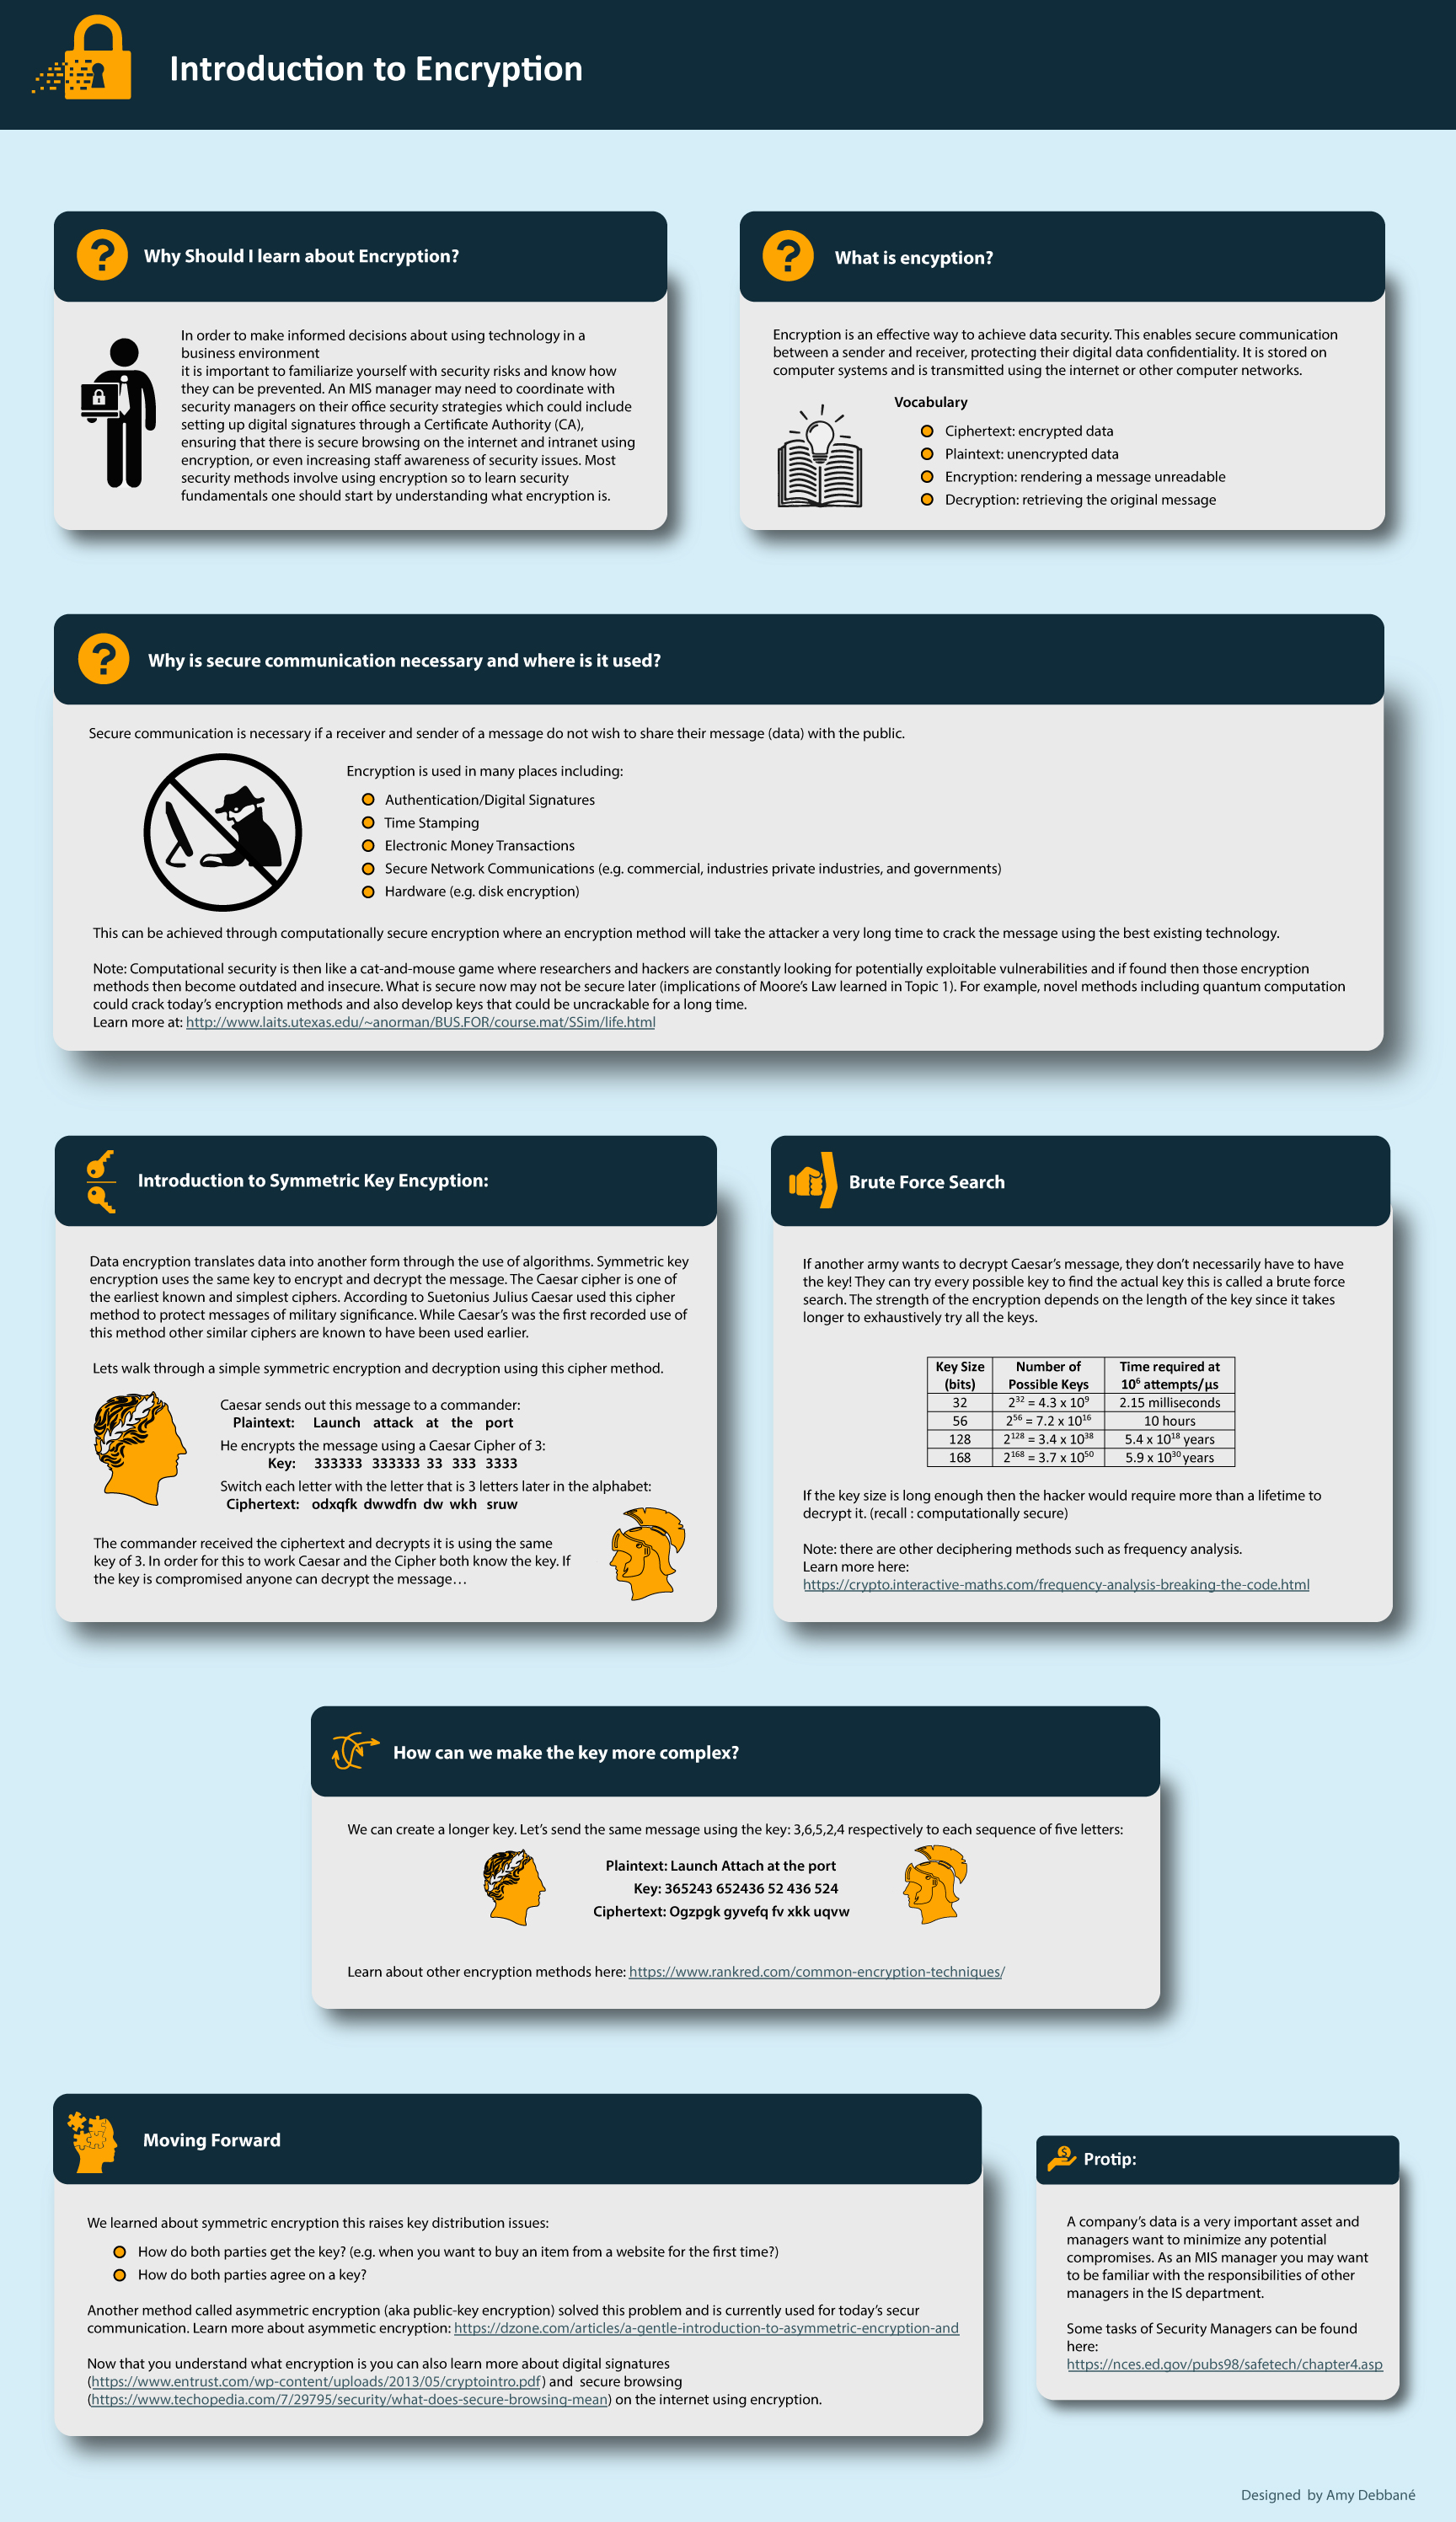 Introduction to Encryption
Why Should I learn about Encryption?
In order to make informed decisions about using technology in a
business environment
it is important to familiarize yourself with security risks and know how
they can be prevented. An MIS manager may need to coordinate with
security managers on their office security strategies which could include
setting up digital signatures through a Certificate Authority (CA),
ensuring that there is secure browsing on the internet and intranet using
encryption, or even increasing staff awareness of security issues. Most
security methods involve using encryption so to learn security
fundamentals one should start by understanding what encryption is.
What is encyption?
Encryption is an effective way to achieve data security. This enables secure communication
between a sender and receiver, protecting their digital data confidentiality. It is stored on
computer systems and is transmitted using the internet or other computer networks.
Vocabulary
Ciphertext: encrypted data
Plaintext: unencrypted data
Encryption: rendering a message unreadable
Decryption: retrieving the original message
Why is secure communication necessary and where is it used?
Secure communication is necessary if a receiver and sender of a message do not wish to share their message (data) with the public.
Encryption is used in many places including:
Authentication/Digital Signatures
Time Stamping
Electronic Money Transactions
Secure Network Communications (e.g. commercial, industries private industries, and governments)
Hardware (e.g. disk encryption)
This can be achieved through computationally secure encryption where an encryption method will take the attacker a very long time to crack the message using the best existing technology.
Note: Computational security is then like a cat-and-mouse game where researchers and hackers are constantly looking for potentially exploitable vulnerabilities and if found then those encryption
methods then become outdated and insecure. What is secure now may not be secure later (implications of Moore's Law learned in Topic 1). For example, novel methods including quantum computation
could crack today's encryption methods and also develop keys that could be uncrackable for a long time.
Learn more at: http://www.laits.utexas.edu/~anorman/BUS.FOR/course.mat/SSim/life.html
Introduction to Symmetric Key Encyption:
Data encryption translates data into another form through the use of algorithms. Symmetric key
encryption uses the same key to encrypt and decrypt the message. The Caesar cipher is one of
the earliest known and simplest ciphers. According to Suetonius Julius Caesar used this cipher
method to protect messages of military significance. While Caesar's was the first recorded use of
this method other similar ciphers are known to have been used earlier.
Lets walk through a simple symmetric encryption and decryption using this cipher method.
Caesar sends out this message to a commander:
Plaintext: Launch attack at the port
He encrypts the message using a Caesar Cipher of 3:
Key: 333333 333333 33 333 3333
Switch each letter with the letter that is 3 letters later in the alphabet:
Ciphertext: odxqfk dwwdfn dw wkh sruw
The commander received the ciphertext and decrypts it is using the same
key of 3. In order for this to work Caesar and the Cipher both know the key. If
the key is compromised anyone can decrypt the message…
Brute Force Search
If another army wants to decrypt Caesar's message, they don't necessarily have to have
the key! They can try every possible key to find the actual key this is called a brute force
search. The strength of the encryption depends on the length of the key since it takes
longer to exhaustively try all the keys.
Key Size (bits) Number of Possible Keys Time required at 10⁶ attempts/µs
32 2³² = 4.3 x 10⁹ 2.15 milliseconds
56 2⁵⁶ = 7.2 x 10¹⁶ 10 hours
128 2¹²⁸ = 3.4 x 10³⁸ 5.4 x 10¹⁸ years
168 2¹⁶⁸ = 3.7 x 10⁵⁰ 5.9 x 10³⁰ years
If the key size is long enough then the hacker would require more than a lifetime to
decrypt it. (recall : computationally secure)
Note: there are other deciphering methods such as frequency analysis.
Learn more here:
https://crypto.interactive-maths.com/frequency-analysis-breaking-the-code.html
How can we make the key more complex?
We can create a longer key. Let's send the same message using the key: 3,6,5,2,4 respectively to each sequence of five letters:
Plaintext: Launch Attach at the port
Key: 365243 652436 52 436 524
Ciphertext: Ogzpgk gyvefq fv xkk uqvw
Learn about other encryption methods here: https://www.rankred.com/common-encryption-techniques/
Moving Forward
We learned about symmetric encryption this raises key distribution issues:
How do both parties get the key? (e.g. when you want to buy an item from a website for the first time?)
How do both parties agree on a key?
Another method called asymmetric encryption (aka public-key encryption) solved this problem and is currently used for today's secur
communication. Learn more about asymmetic encryption: https://dzone.com/articles/a-gentle-introduction-to-asymmetric-encryption-and
Now that you understand what encryption is you can also learn more about digital signatures
(https://www.entrust.com/wp-content/uploads/2013/05/cryptointro.pdf) and secure browsing
(https://www.techopedia.com/7/29795/security/what-does-secure-browsing-mean) on the internet using encryption.
Protip:
A company's data is a very important asset and
managers want to minimize any potential
compromises. As an MIS manager you may want
to be familiar with the responsibilities of other
managers in the IS department.
Some tasks of Security Managers can be found
here:
https://nces.ed.gov/pubs98/safetech/chapter4.asp
Designed by Amy Debbané